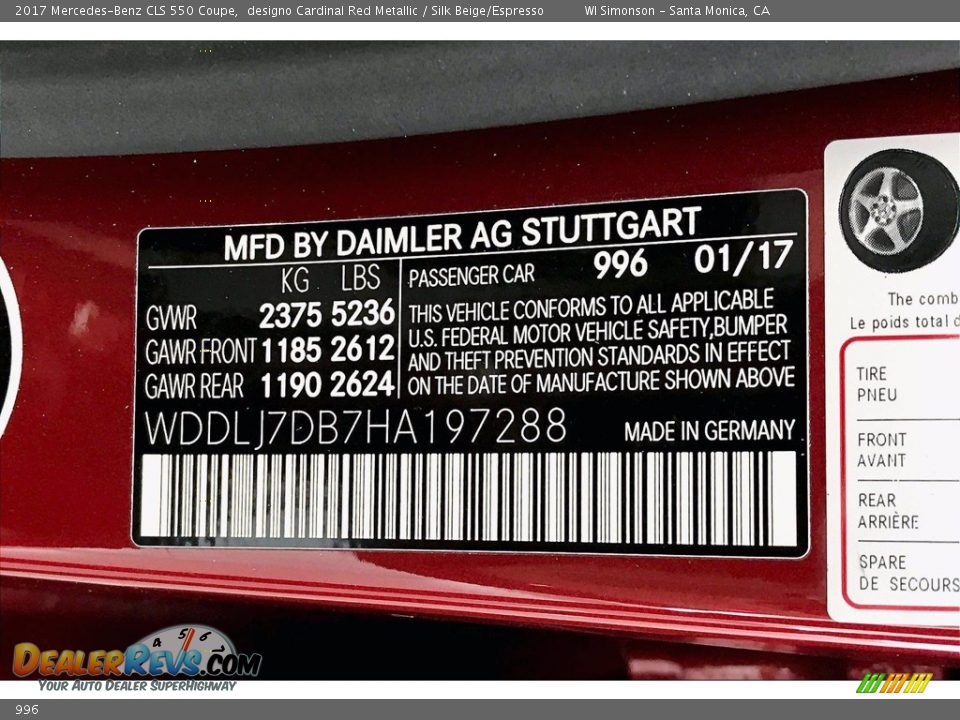 2017 Mercedes-Benz CLS 550 Coupe, designo Cardinal Red Metallic / Silk Beige/Espresso WI Simonson - Santa Monica, CA
MFD BY DAIMLER AG STUTTGART
KG LBS
GWR 2375 5236
GAWR FRONT 1185 2612
GAWR REAR 1190 2624
PASSENGER CAR 996 01/17
THIS VEHICLE CONFORMS TO ALL APPLICABLE
U.S. FEDERAL MOTOR VEHICLE SAFETY,BUMPER
AND THEFT PREVENTION STANDARDS IN EFFECT
ON THE DATE OF MANUFACTURE SHOWN ABOVE
WDDLJ7DB7HA197288
MADE IN GERMANY
The comb
Le poids total d
TIRE
PNEU
FRONT
AVANT
REAR
ARRIÈRE
SPARE
DE SECOURS
4 5 6
DEALERREVS.COM
YOUR AUTO DEALER SUPERHIGHWAY
996